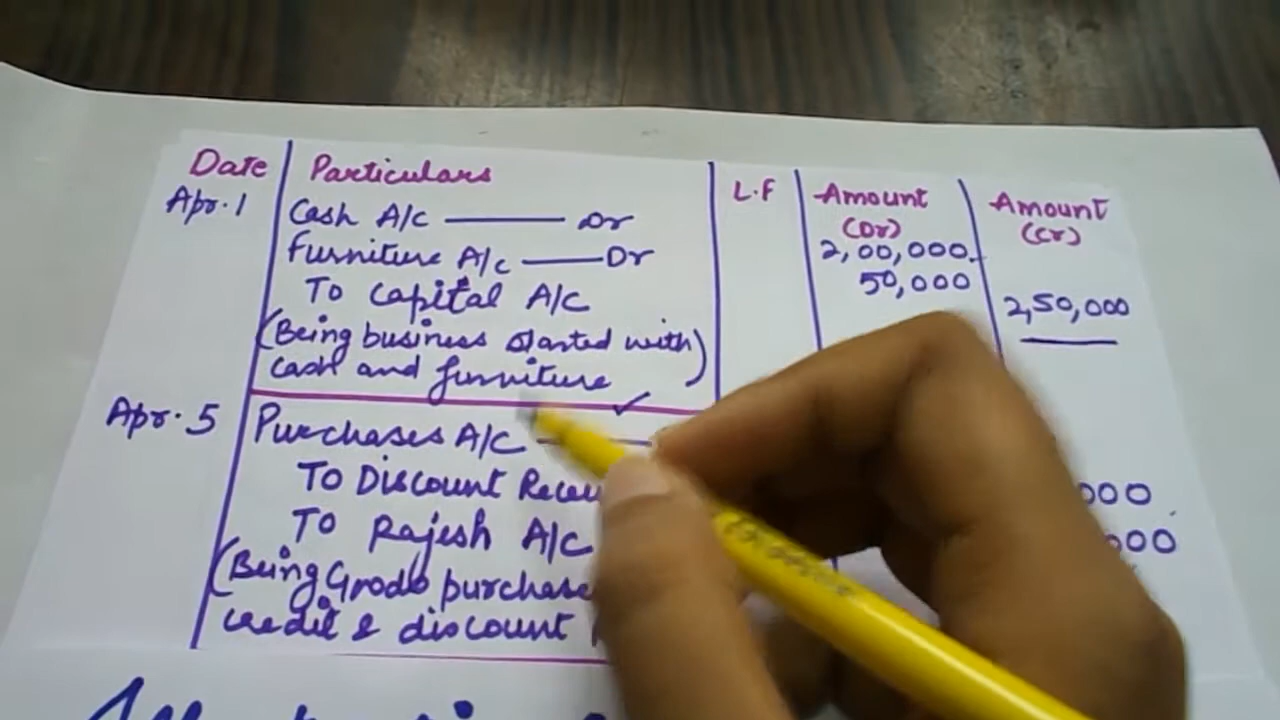 Date Particulars L.F Amount (Dr) Amount (Cr)
Apr.1 Cash A/c Dr 2,00,000
Furniture A/c Dr 50,000
To Capital A/c 2,50,000
(Being business started with
cash and furniture)
Apr.5 Purchases A/c
To Discount 000
To Rajesh A/c 000
(Being Goods
credit & discount